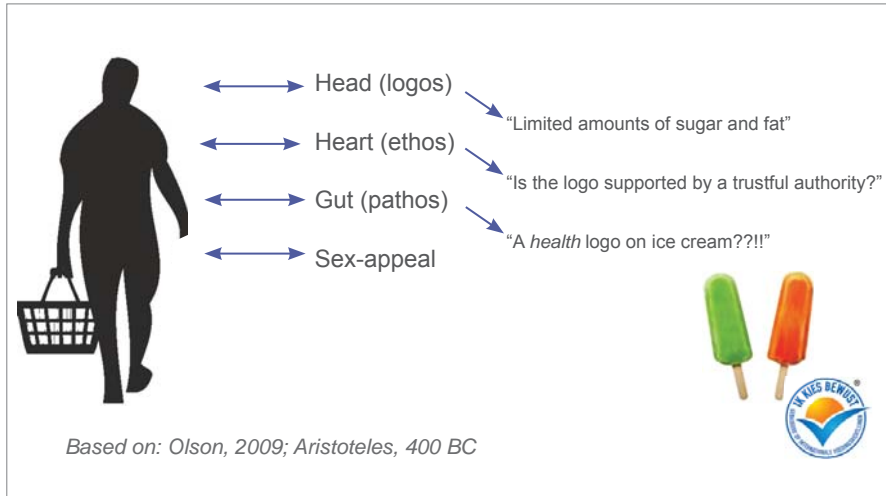 Head (logos)
“Limited amounts of sugar and fat”
Heart (ethos)
“Is the logo supported by a trustful authority?”
Gut (pathos)
“A health logo on ice cream??!!”
Sex-appeal
IK KIES BEWUST
®
Based on: Olson, 2009; Aristoteles, 400 BC